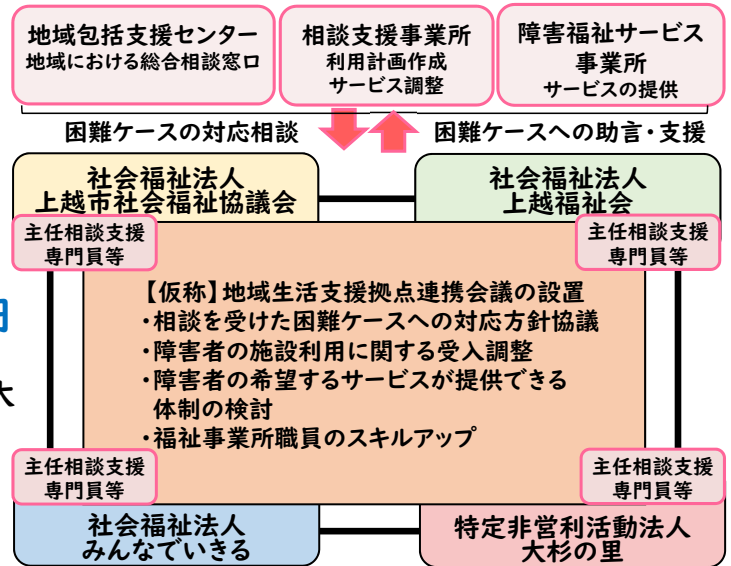 地域包括支援センター
地域における総合相談窓口
相談支援事業所
利用計画作成
サービス調整
障害福祉サービス
事業所
サービスの提供
困難ケースの対応相談
困難ケースへの助言・支援
社会福祉法人
上越市社会福祉協議会
社会福祉法人
上越福祉会
主任相談支援
専門員等
主任相談支援
専門員等
【仮称】地域生活支援拠点連携会議の設置
・相談を受けた困難ケースへの対応方針協議
・障害者の施設利用に関する受入調整
・障害者の希望するサービスが提供できる
体制の検討
・福祉事業所職員のスキルアップ
円
大
主任相談支援
専門員等
主任相談支援
専門員等
社会福祉法人
みんなでいきる
特定非営利活動法人
大杉の里